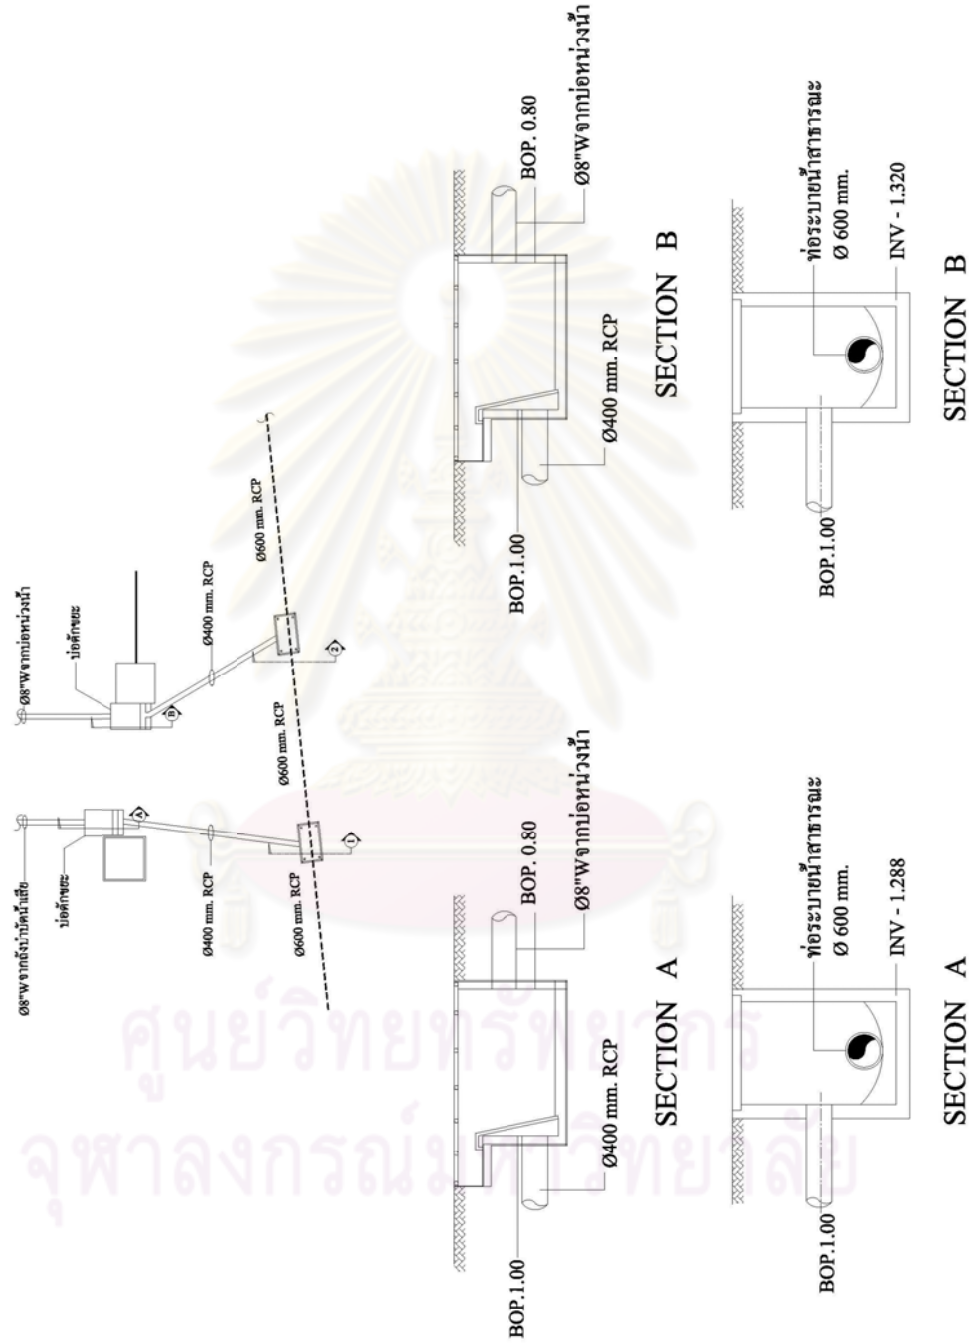 Ø8"Wจากถังบำบัดน้ำเสีย
บ่อดักขยะ
Ø400 mm. RCP
Ø600 mm. RCP
A
1
Ø8"Wจากบ่อหน่วงน้ำ
บ่อดักขยะ
Ø400 mm. RCP
Ø600 mm. RCP
Ø600 mm. RCP
B
2
BOP.1.00
Ø400 mm. RCP
BOP. 0.80
Ø8"Wจากบ่อหน่วงน้ำ
SECTION A
BOP.1.00
Ø400 mm. RCP
BOP. 0.80
Ø8"Wจากบ่อหน่วงน้ำ
SECTION B
BOP.1.00
ท่อระบายน้ำสาธารณะ
Ø 600 mm.
INV - 1.288
SECTION A
BOP.1.00
ท่อระบายน้ำสาธารณะ
Ø 600 mm.
INV - 1.320
SECTION B
ศูนย์วิทยทรัพยากร
จุฬาลงกรณ์มหาวิทยาลัย